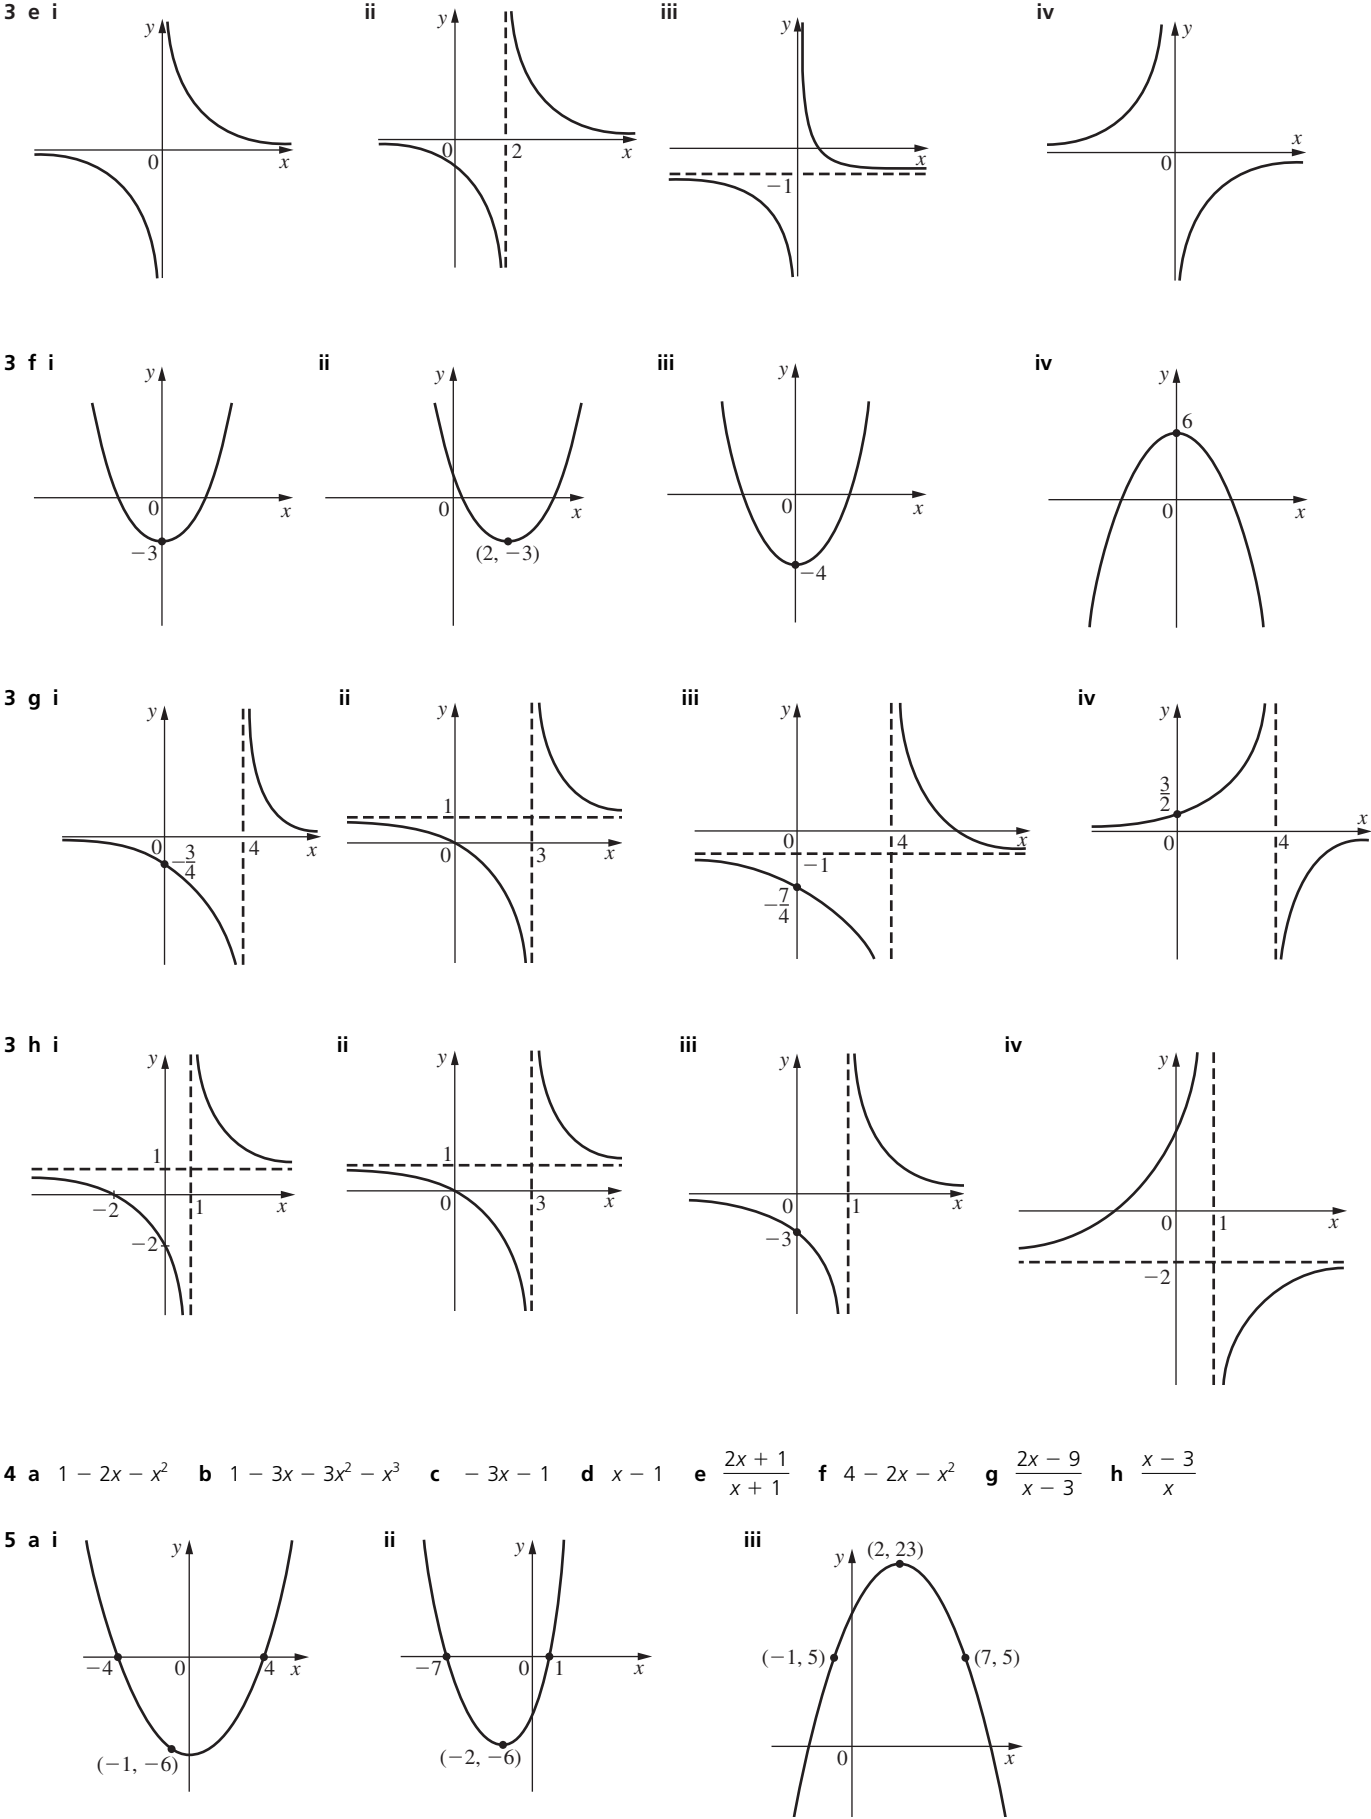 3 e i ii iii iv
y x 0
y x 0 2
y x −1
y x 0
3 f i ii iii iv
y x 0 −3
y x 0 (2, −3)
y x 0 −4
y x 0 6
3 g i ii iii iv
y x 0 4 −3/4
y x 0 1 3
y x 0 4 −1 −7/4
y x 0 4 3/2
3 h i ii iii iv
y x 1 −2 1 −2
y x 0 1 3
y x 0 1 −3
y x 0 1 −2
4 a 1 − 2x − x² b 1 − 3x − 3x² − x³ c − 3x − 1 d x − 1 e (2x + 1)/(x + 1) f 4 − 2x − x² g (2x − 9)/(x − 3) h (x − 3)/x
5 a i ii iii
y x −4 0 4 (−1, −6)
y x −7 0 1 (−2, −6)
y x 0 (2, 23) (−1, 5) (7, 5)